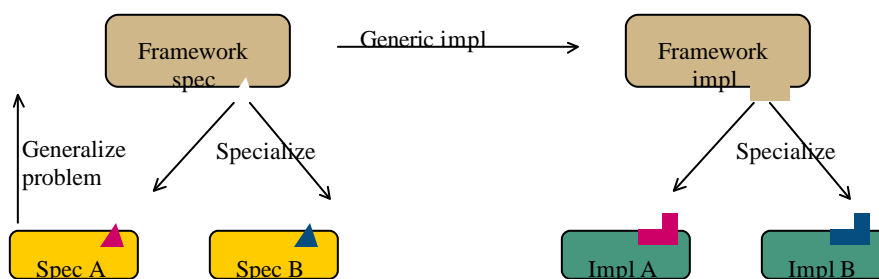 Framework
spec
Generic impl
Framework
impl
Generalize
problem
Specialize
Specialize
Spec A
Spec B
Impl A
Impl B